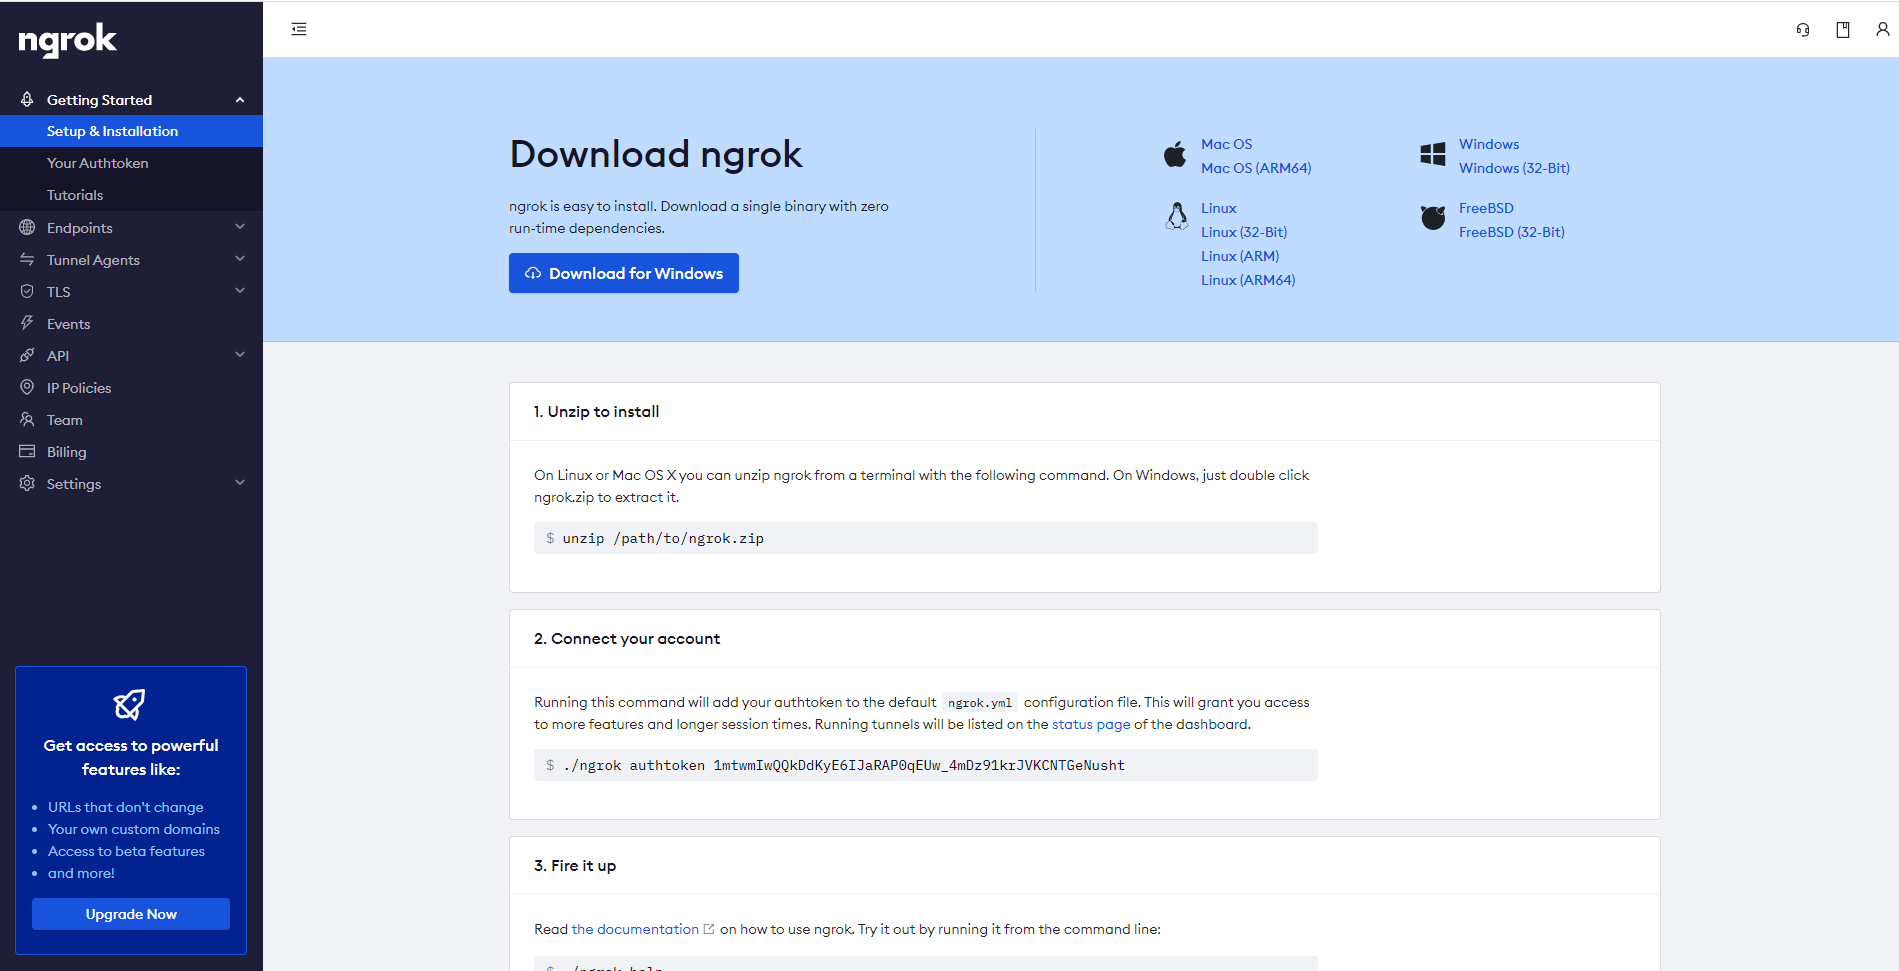 ngrok
Getting Started
Setup & Installation
Your Authtoken
Tutorials
Endpoints
Tunnel Agents
TLS
Events
API
IP Policies
Team
Billing
Settings
Get access to powerful
features like:
• URLs that don't change
• Your own custom domains
• Access to beta features
• and more!
Upgrade Now
Download ngrok
ngrok is easy to install. Download a single binary with zero
run-time dependencies.
Download for Windows
Mac OS
Mac OS (ARM64)
Linux
Linux (32-Bit)
Linux (ARM)
Linux (ARM64)
Windows
Windows (32-Bit)
FreeBSD
FreeBSD (32-Bit)
1. Unzip to install
On Linux or Mac OS X you can unzip ngrok from a terminal with the following command. On Windows, just double click
ngrok.zip to extract it.
$ unzip /path/to/ngrok.zip
2. Connect your account
Running this command will add your authtoken to the default ngrok.yml configuration file. This will grant you access
to more features and longer session times. Running tunnels will be listed on the status page of the dashboard.
$ ./ngrok authtoken 1mtwmIwQQkDdKyE6IJaRAP0qEUw_4mDz91krJVKCNTGeNusht
3. Fire it up
Read the documentation on how to use ngrok. Try it out by running it from the command line:
$ ./ngrok help